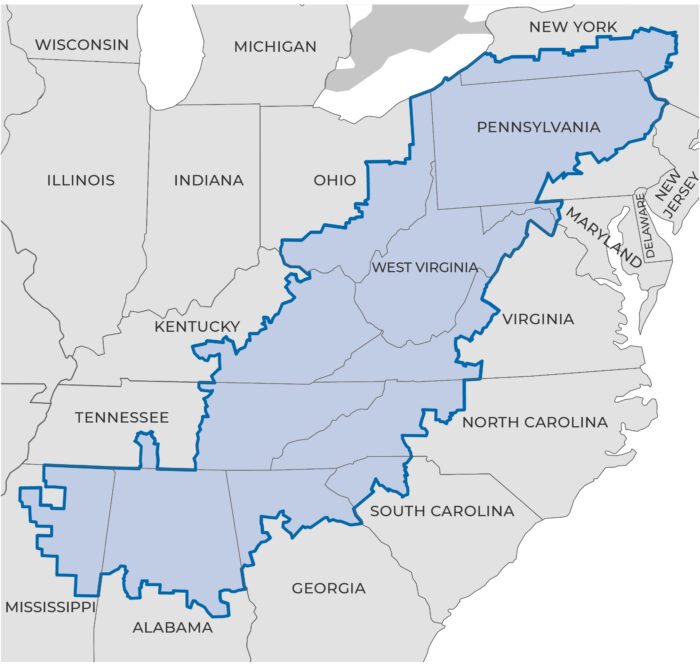 NEW YORK
WISCONSIN
MICHIGAN
PENNSYLVANIA
ILLINOIS
INDIANA
OHIO
NEW
JERSEY
DELAWARE
MARYLAND
WEST VIRGINIA
KENTUCKY
VIRGINIA
TENNESSEE
NORTH CAROLINA
SOUTH CAROLINA
GEORGIA
MISSISSIPPI
ALABAMA